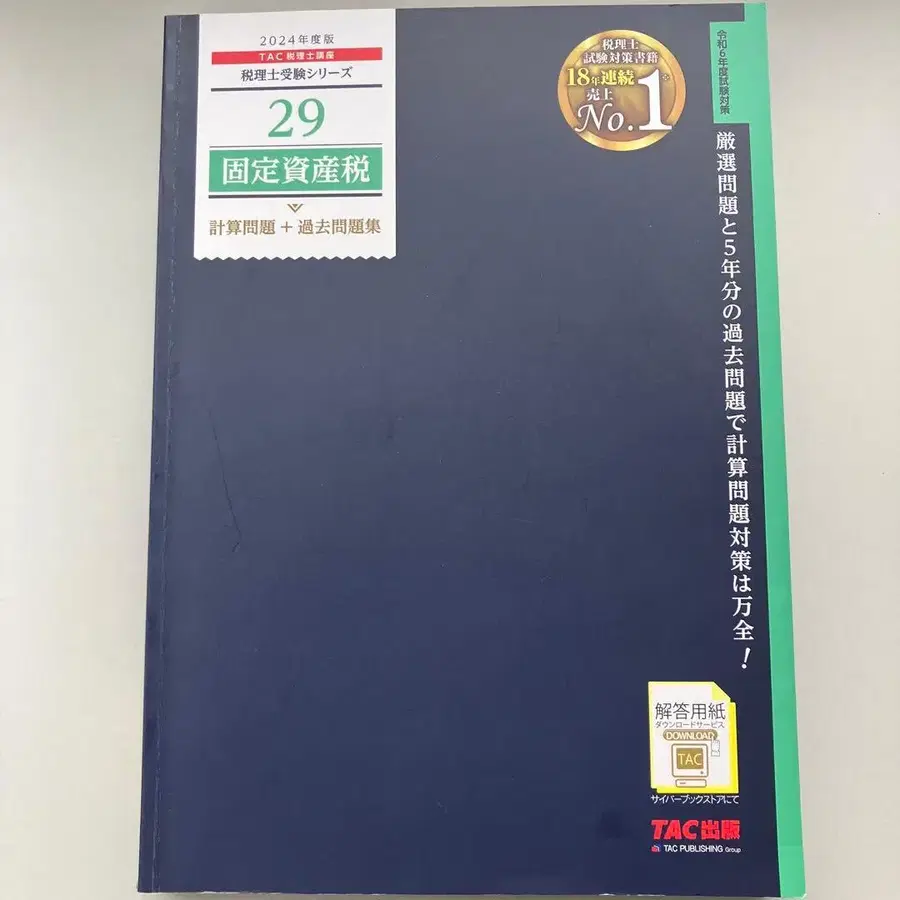 2024年度版
TAC税理士講座
税理士受験シリーズ
29
固定資産税
計算問題 + 過去問題集
税理士
試験対策書籍
18年連続
売上
No.1
令和6年度試験対策
厳選問題と5年分の過去問題で計算問題対策は万全!
解答用紙
ダウンロードサービス
DOWNLOAD
TAC
サイバーブックストアにて
TAC出版
TAC PUBLISHING Group